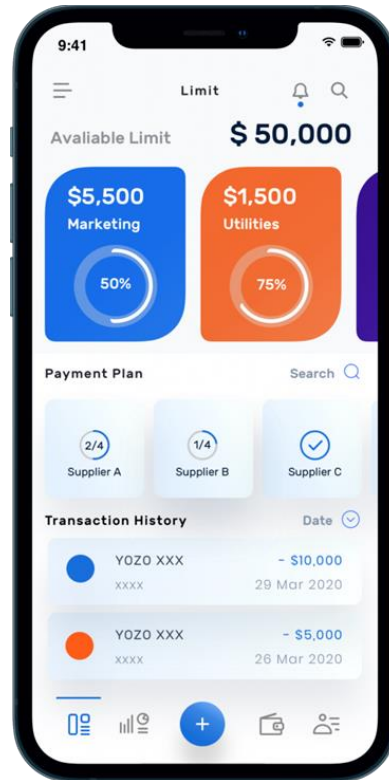 9:41
Limit
Avaliable Limit $ 50,000
$5,500 $1,500
Marketing Utilities
50% 75%
Payment Plan Search
2/4 1/4
Supplier A Supplier B Supplier C
Transaction History Date
YOZO XXX - $10,000
xxxx 29 Mar 2020
YOZO XXX - $5,000
xxxx 26 Mar 2020